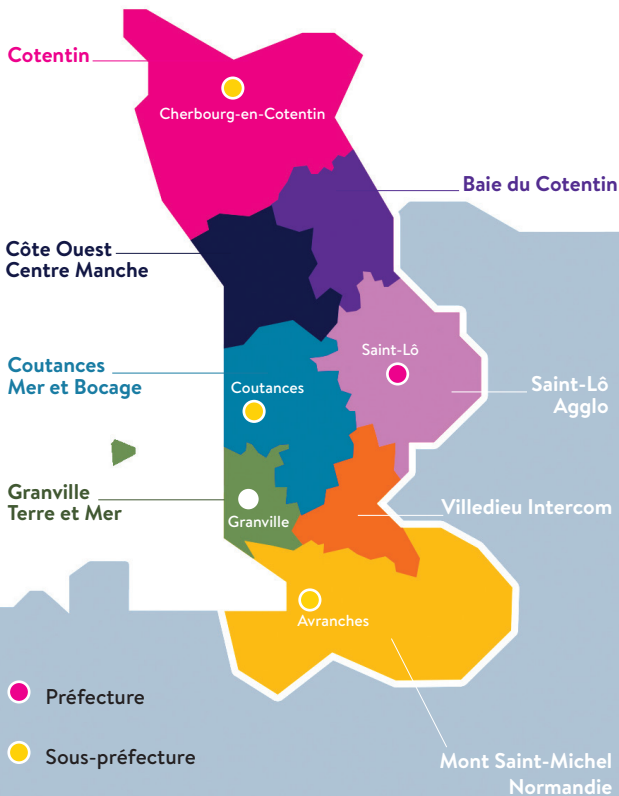 Cotentin
Cherbourg-en-Cotentin
Baie du Cotentin
Côte Ouest
Centre Manche
Saint-Lô
Coutances
Mer et Bocage
Coutances
Saint-Lô
Agglo
Granville
Terre et Mer
Granville
Villedieu Intercom
Avranches
Préfecture
Sous-préfecture
Mont Saint-Michel
Normandie